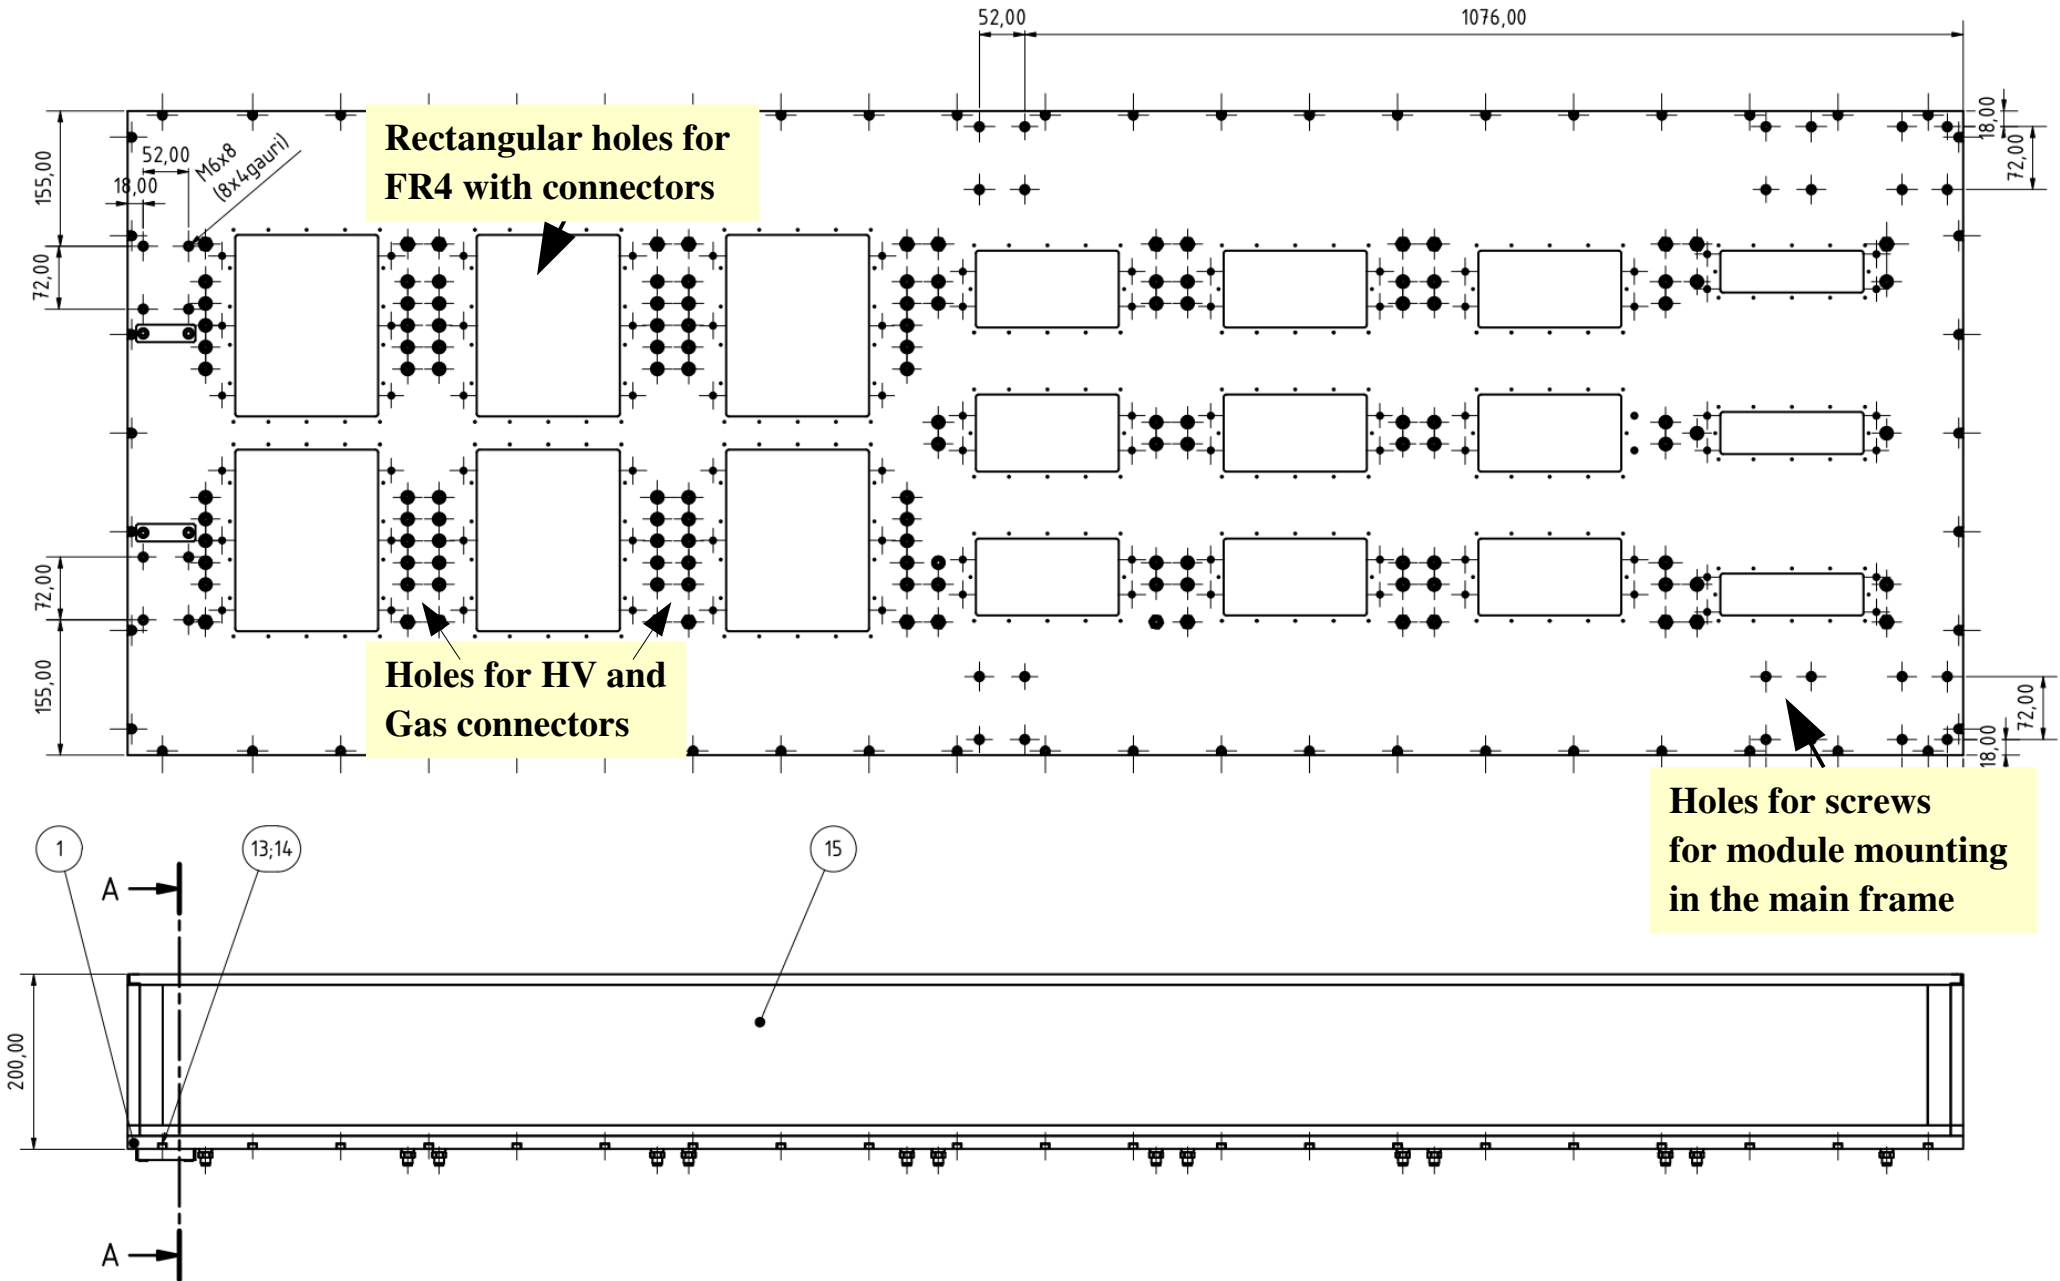 52,00
1076,00
Rectangular holes for
FR4 with connectors
18,00
72,00
155,00
52,00
M6x8
(8x4gauri)
18,00
72,00
72,00
155,00
Holes for HV and
Gas connectors
72,00
18,00
Holes for screws
for module mounting
in the main frame
1
13;14
15
A
200,00
A